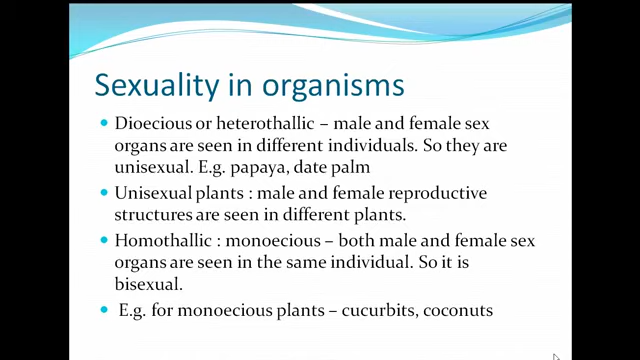 Sexuality in organisms
Dioecious or heterothallic – male and female sex
organs are seen in different individuals. So they are
unisexual. E.g. papaya, date palm
Unisexual plants : male and female reproductive
structures are seen in different plants.
Homothallic : monoecious – both male and female sex
organs are seen in the same individual. So it is
bisexual.
E.g. for monoecious plants – cucurbits, coconuts